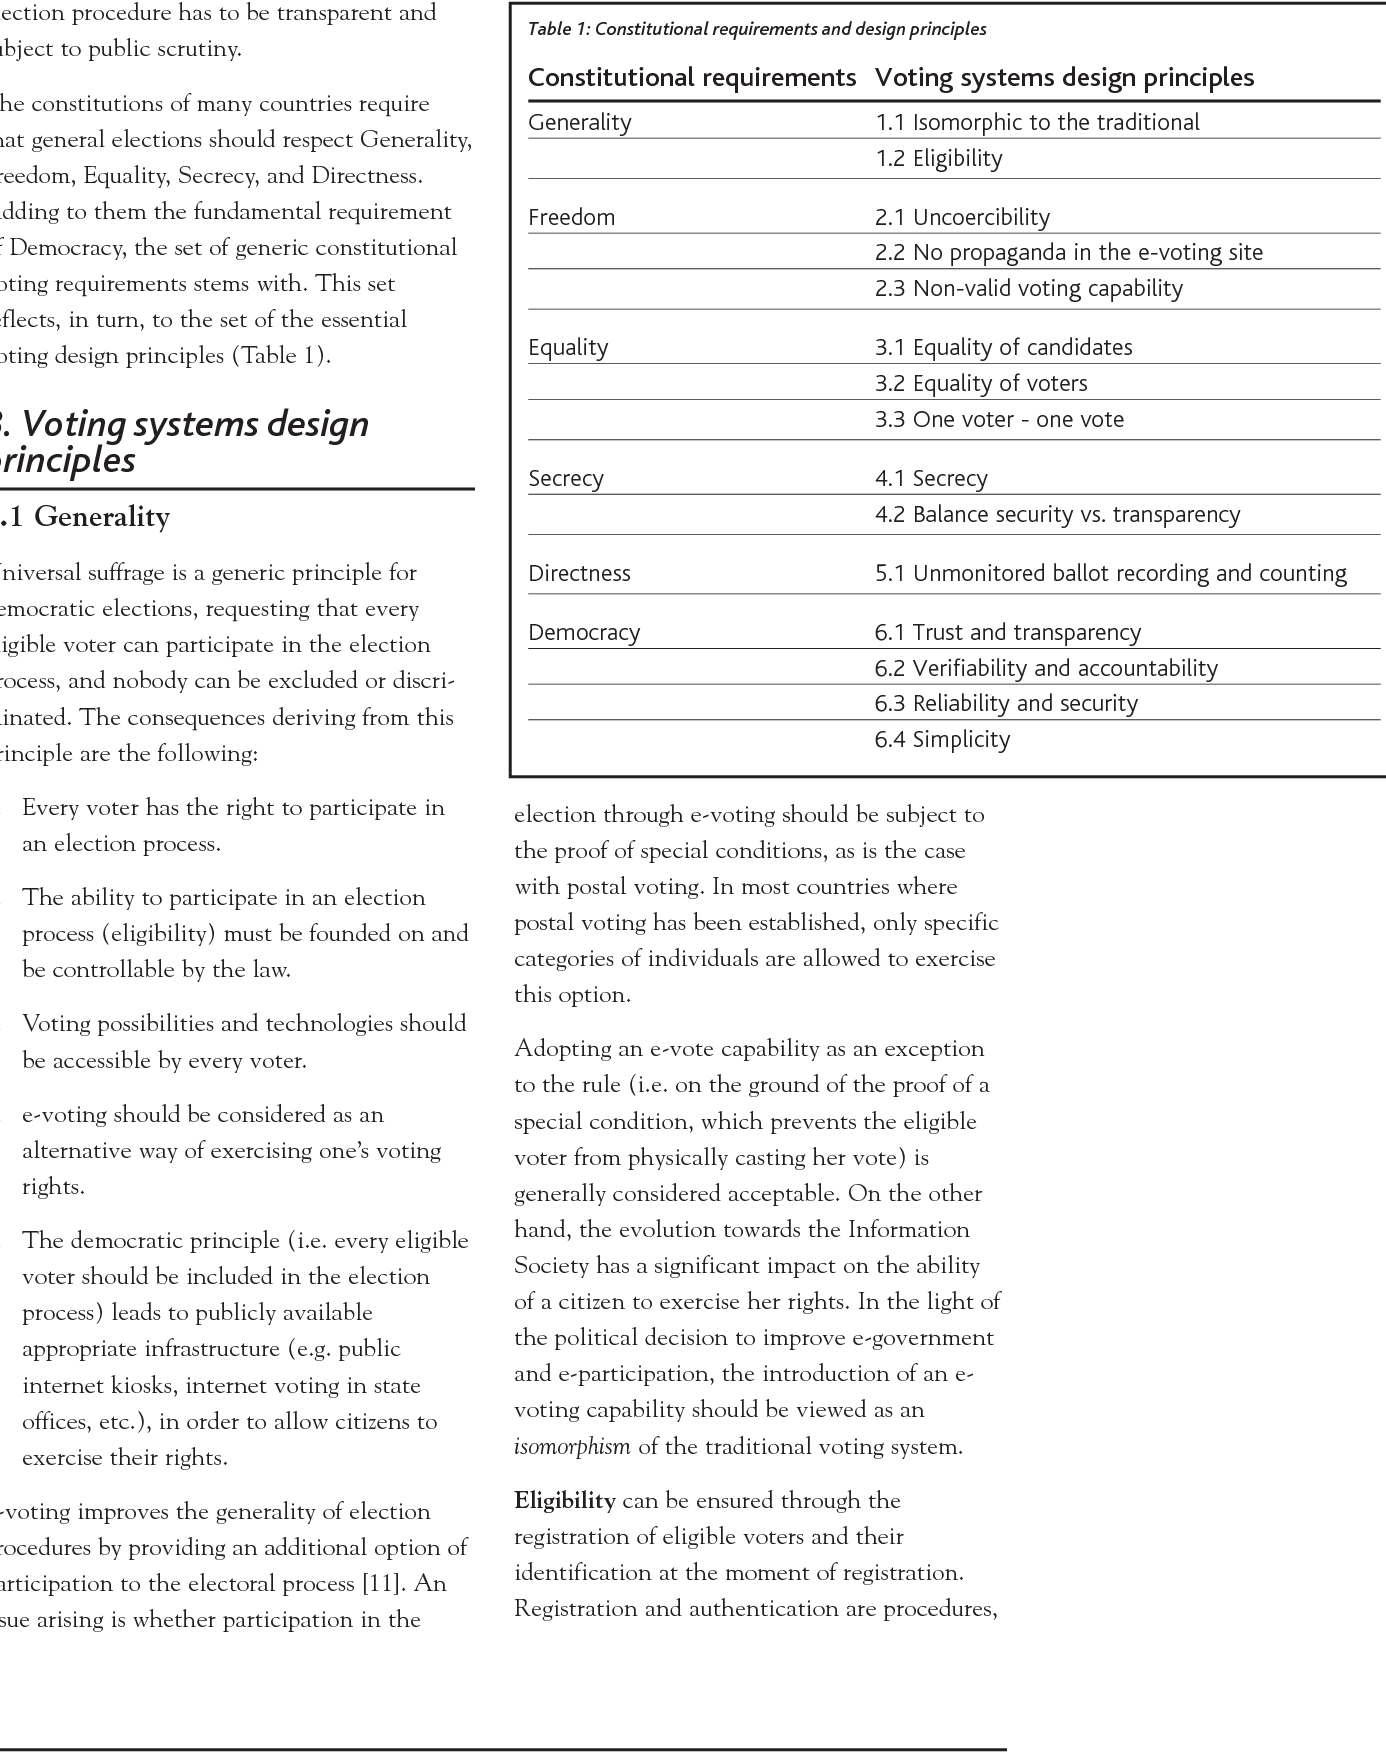 lection procedure has to be transparent and
ubject to public scrutiny.
he constitutions of many countries require
hat general elections should respect Generality,
reedom, Equality, Secrecy, and Directness.
dding to them the fundamental requirement
f Democracy, the set of generic constitutional
oting requirements stems with. This set
eflects, in turn, to the set of the essential
oting design principles (Table 1).
3. Voting systems design
principles
.1 Generality
niversal suffrage is a generic principle for
emocratic elections, requesting that every
ligible voter can participate in the election
rocess, and nobody can be excluded or discri-
inated. The consequences deriving from this
rinciple are the following:
Every voter has the right to participate in
an election process.
The ability to participate in an election
process (eligibility) must be founded on and
be controllable by the law.
Voting possibilities and technologies should
be accessible by every voter.
e-voting should be considered as an
alternative way of exercising one's voting
rights.
The democratic principle (i.e. every eligible
voter should be included in the election
process) leads to publicly available
appropriate infrastructure (e.g. public
internet kiosks, internet voting in state
offices, etc.), in order to allow citizens to
exercise their rights.
-voting improves the generality of election
rocedures by providing an additional option of
articipation to the electoral process [11]. An
sue arising is whether participation in the
Table 1: Constitutional requirements and design principles
Constitutional requirements Voting systems design principles
Generality 1.1 Isomorphic to the traditional
1.2 Eligibility
Freedom 2.1 Uncoercibility
2.2 No propaganda in the e-voting site
2.3 Non-valid voting capability
Equality 3.1 Equality of candidates
3.2 Equality of voters
3.3 One voter - one vote
Secrecy 4.1 Secrecy
4.2 Balance security vs. transparency
Directness 5.1 Unmonitored ballot recording and counting
Democracy 6.1 Trust and transparency
6.2 Verifiability and accountability
6.3 Reliability and security
6.4 Simplicity
election through e-voting should be subject to
the proof of special conditions, as is the case
with postal voting. In most countries where
postal voting has been established, only specific
categories of individuals are allowed to exercise
this option.
Adopting an e-vote capability as an exception
to the rule (i.e. on the ground of the proof of a
special condition, which prevents the eligible
voter from physically casting her vote) is
generally considered acceptable. On the other
hand, the evolution towards the Information
Society has a significant impact on the ability
of a citizen to exercise her rights. In the light of
the political decision to improve e-government
and e-participation, the introduction of an e-
voting capability should be viewed as an
isomorphism of the traditional voting system.
Eligibility can be ensured through the
registration of eligible voters and their
identification at the moment of registration.
Registration and authentication are procedures,